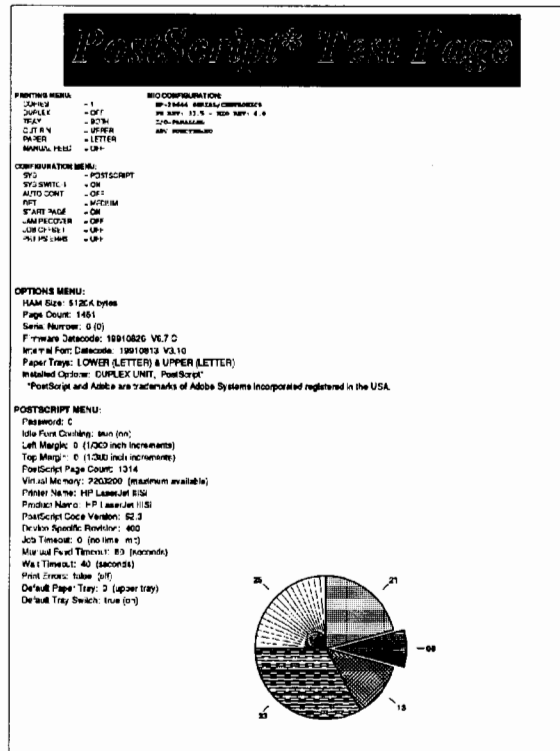 PostScript* Test Page
PRINTING MENU:
COPIES = 1
DUPLEX = OFF
TRAY = BOTH
= UPPER
PAPER = LETTER
MANUAL FEED = OFF
MIO CONFIGURATION:
SERIAL/CENTRONICS
I/O=PARALLEL
CONFIGURATION MENU:
SYS = POSTSCRIPT
SYS SWITCH = ON
AUTO CONT = OFF
RET = MEDIUM
START PAGE = ON
JAM RECOVER = OFF
JOB OFFSET = OFF
PRT PS ERRS = OFF
OPTIONS MENU:
RAM Size: 5120K bytes
Page Count: 1451
Serial Number: 0 (0)
Firmware Datecode: 19910820 V6.7 C
Internal Font Datecode: 19910813 V3.10
Paper Trays: LOWER (LETTER) & UPPER (LETTER)
Installed Options: DUPLEX UNIT, PostScript*
*PostScript and Adobe are trademarks of Adobe Systems Incorporated registered in the USA.
POSTSCRIPT MENU:
Password: 0
Idle Font Caching: true (on)
Left Margin: 0 (1/300 inch increments)
Top Margin: 0 (1/300 inch increments)
PostScript Page Count: 1314
Virtual Memory: 2203200 (maximum available)
Printer Name: HP LaserJet IIISi
Product Name: HP LaserJet IIISi
PostScript Code Version: 52.3
Device Specific Revision: 400
Job Timeout: 0 (no time limit)
Manual Feed Timeout: 60 (seconds)
Wait Timeout: 40 (seconds)
Print Errors: false (off)
Default Paper Tray: 0 (upper tray)
Default Tray Switch: true (on)
25
21
08
13
33